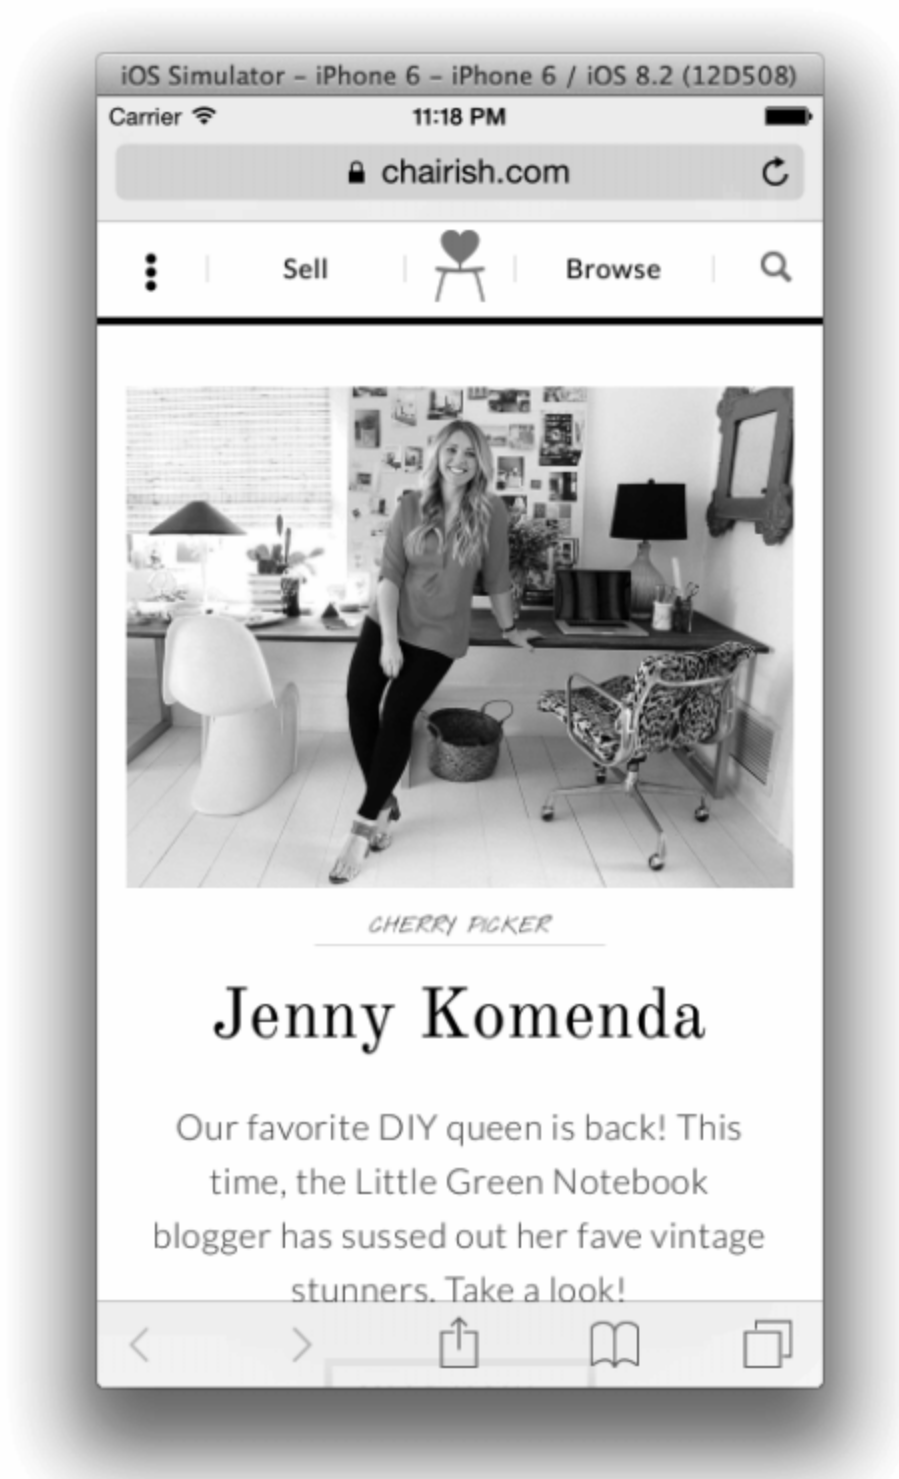 iOS Simulator – iPhone 6 – iPhone 6 / iOS 8.2 (12D508)
Carrier 11:18 PM
chairish.com
Sell Browse
CHERRY PICKER
Jenny Komenda
Our favorite DIY queen is back! This
time, the Little Green Notebook
blogger has sussed out her fave vintage
stunners. Take a look!